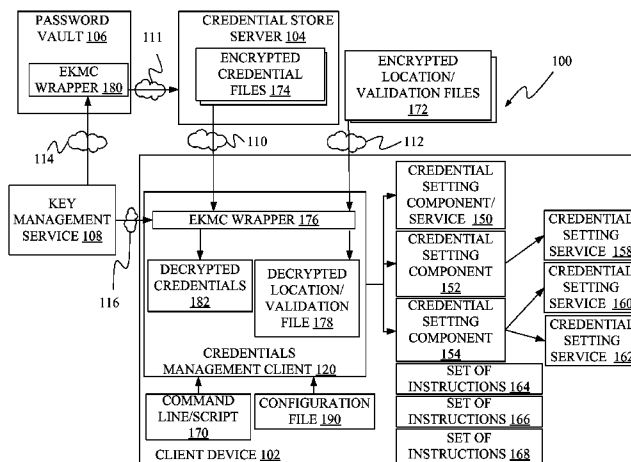 PASSWORD
VAULT 106
EKMC
WRAPPER 180
111
CREDENTIAL STORE
SERVER 104
ENCRYPTED
CREDENTIAL
FILES 174
ENCRYPTED
LOCATION/
VALIDATION FILES
172
100
114
110
112
KEY
MANAGEMENT
SERVICE 108
116
EKMC WRAPPER 176
DECRYPTED
CREDENTIALS
182
DECRYPTED
LOCATION/
VALIDATION
FILE 178
CREDENTIALS
MANAGEMENT CLIENT 120
COMMAND
LINE/SCRIPT
170
CONFIGURATION
FILE 190
CLIENT DEVICE 102
CREDENTIAL
SETTING
COMPONENT/
SERVICE 150
CREDENTIAL
SETTING
COMPONENT
152
CREDENTIAL
SETTING
COMPONENT
154
SET OF
INSTRUCTIONS 164
SET OF
INSTRUCTIONS 166
SET OF
INSTRUCTIONS 168
CREDENTIAL
SETTING
SERVICE 158
CREDENTIAL
SETTING
SERVICE 160
CREDENTIAL
SETTING
SERVICE 162